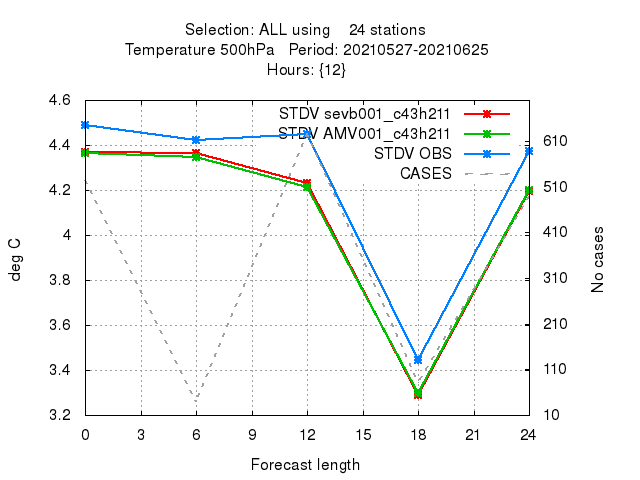 Selection: ALL using 24 stations
Temperature 500hPa Period: 20210527-20210625
Hours: {12}
STDV sevb001_c43h211
STDV AMV001_c43h211
STDV OBS
CASES
4.6
4.4
4.2
4
3.8
3.6
3.4
3.2
610
510
410
310
210
110
10
deg C
No cases
0 3 6 9 12 15 18 21 24
Forecast length